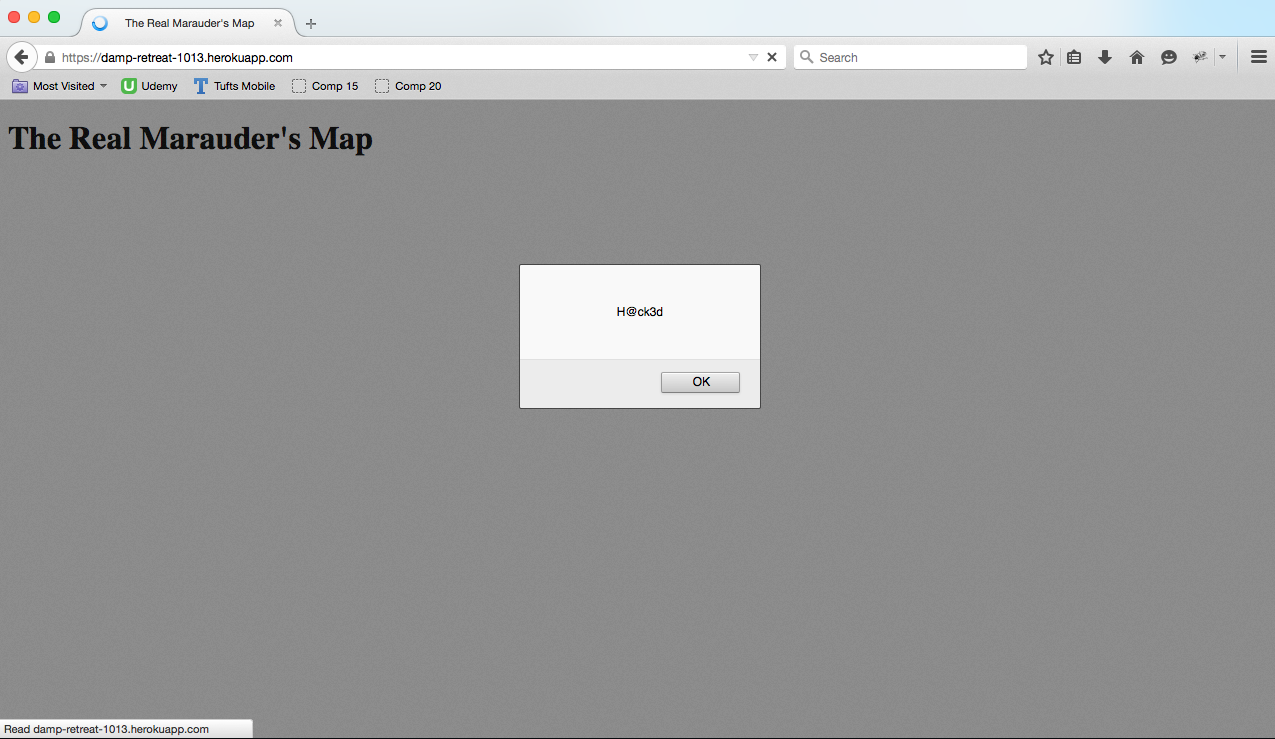 The Real Marauder's Map
https://damp-retreat-1013.herokuapp.com
Search
Most Visited
Udemy
Tufts Mobile
Comp 15
Comp 20
The Real Marauder's Map
H@ck3d
OK
Read damp-retreat-1013.herokuapp.com